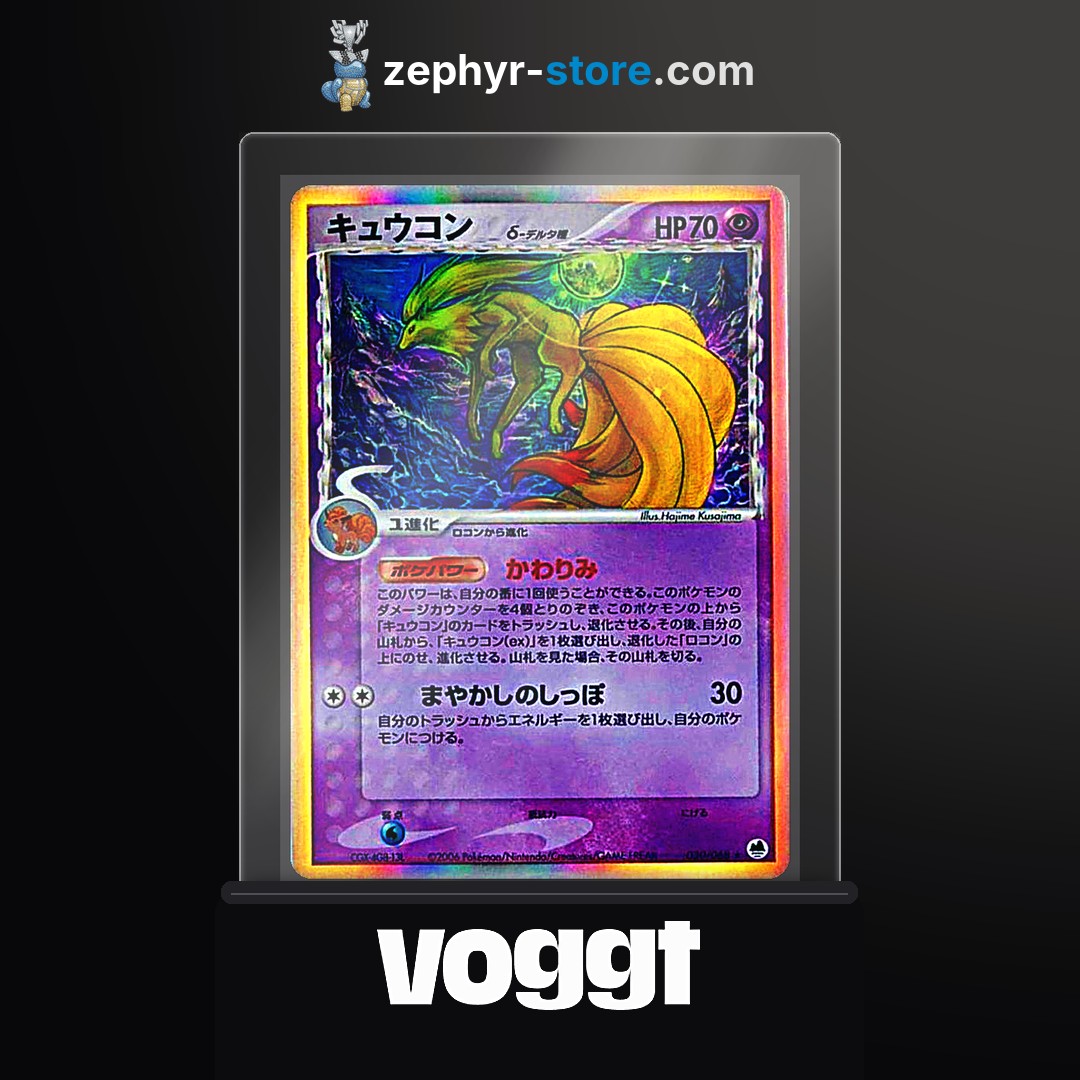 zephyr-store.com
キュウコン δ-デルタ種 HP70
Illus. Hajime Kusajima
1進化
ロコンから進化
ポケパワー かわりみ
このパワーは、自分の番に1回使うことができる。このポケモンの
ダメージカウンターを4個とりのぞき、このポケモンの上から
「キュウコン」のカードをトラッシュし、退化させる。その後、自分の
山札から、「キュウコン(ex)」を1枚選び出し、退化した「ロコン」の
上にのせ、進化させる。山札を見た場合、その山札を切る。
まやかしのしっぽ 30
自分のトラッシュからエネルギーを1枚選び出し、自分のポケ
モンにつける。
弱点 抵抗力 にげる
©2006 Pokémon/Nintendo/Creatures/GAME FREAK
voggt